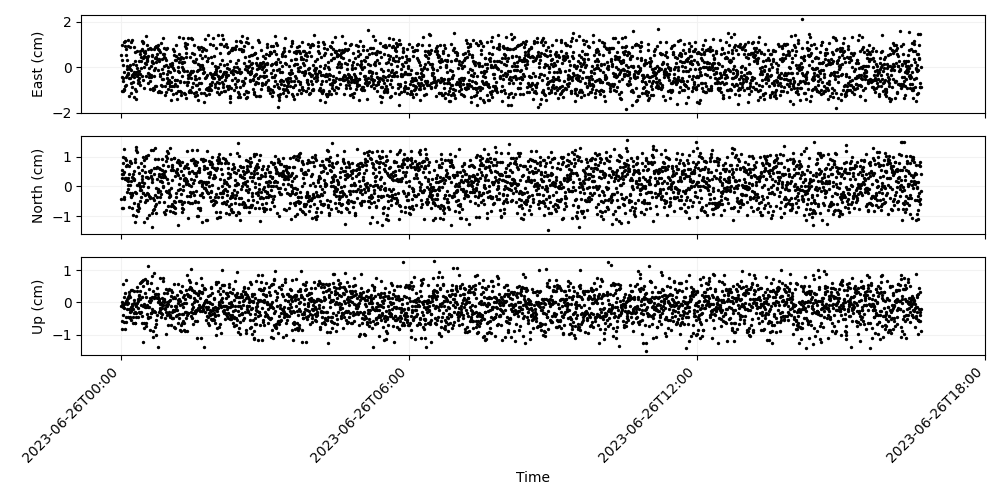 East (cm)
2
0
−2
North (cm)
1
0
−1
Up (cm)
1
0
−1
2023-06-26T00:00
2023-06-26T06:00
2023-06-26T12:00
2023-06-26T18:00
Time